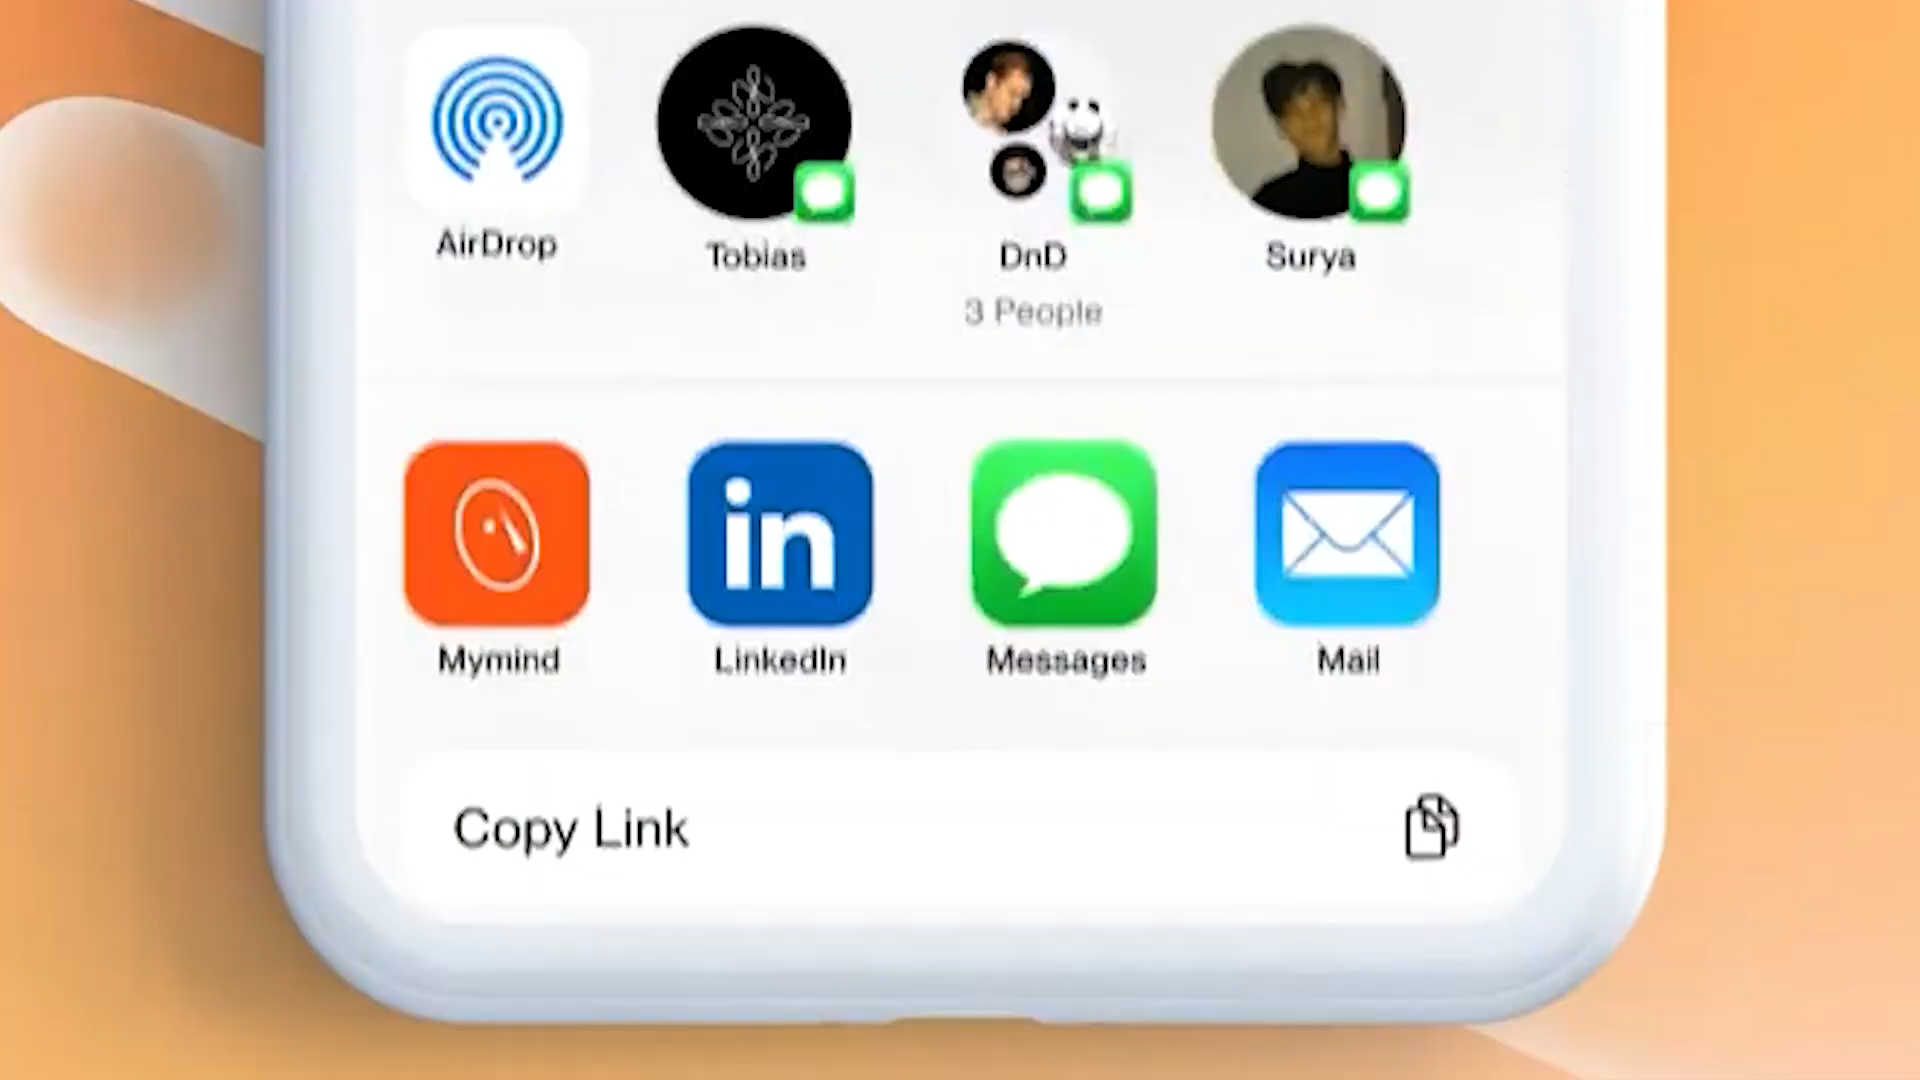 AirDrop
Tobias
DnD
Surya
3 People
in
Mymind
LinkedIn
Messages
Mail
Copy Link